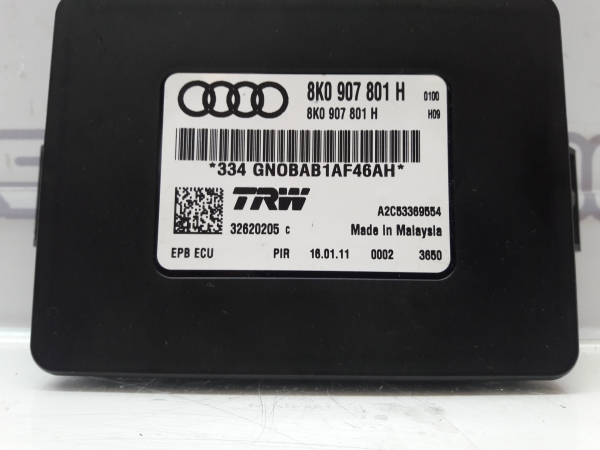 8K0 907 801 H 0100
8K0 907 801 H H09
*334 GN0BAB1AF46AH*
TRW
A2C53369554
32620205 c Made in Malaysia
EPB ECU PIR 16.01.11 0002 3650